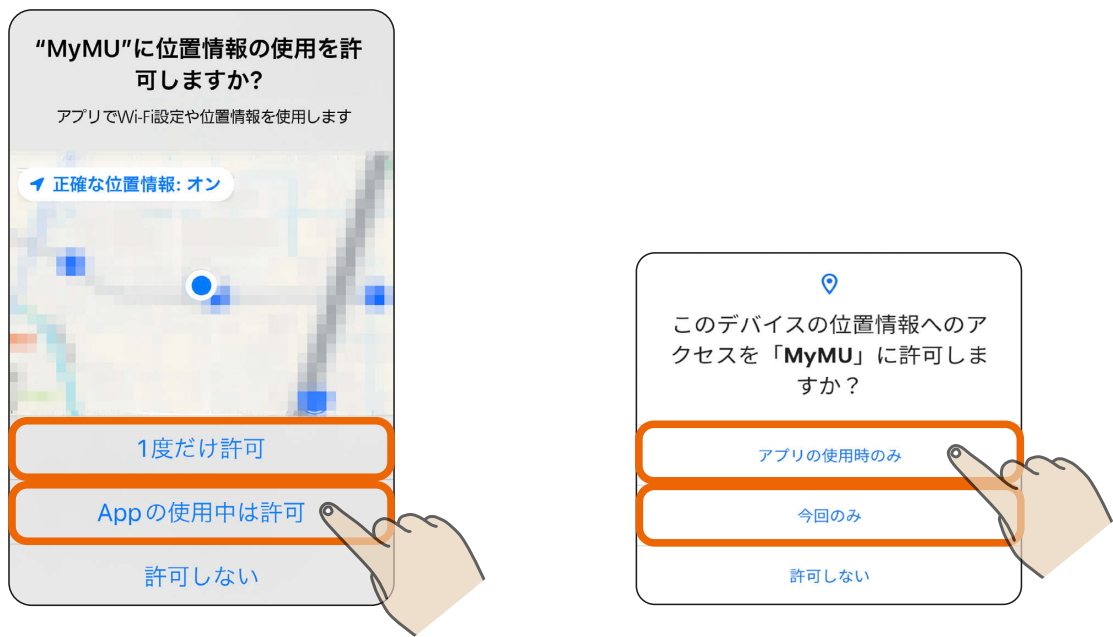 “MyMU”に位置情報の使用を許
可しますか?
アプリでWi-Fi設定や位置情報を使用します
正確な位置情報: オン
1度だけ許可
Appの使用中は許可
許可しない
このデバイスの位置情報へのア
クセスを「MyMU」に許可しま
すか？
アプリの使用時のみ
今回のみ
許可しない